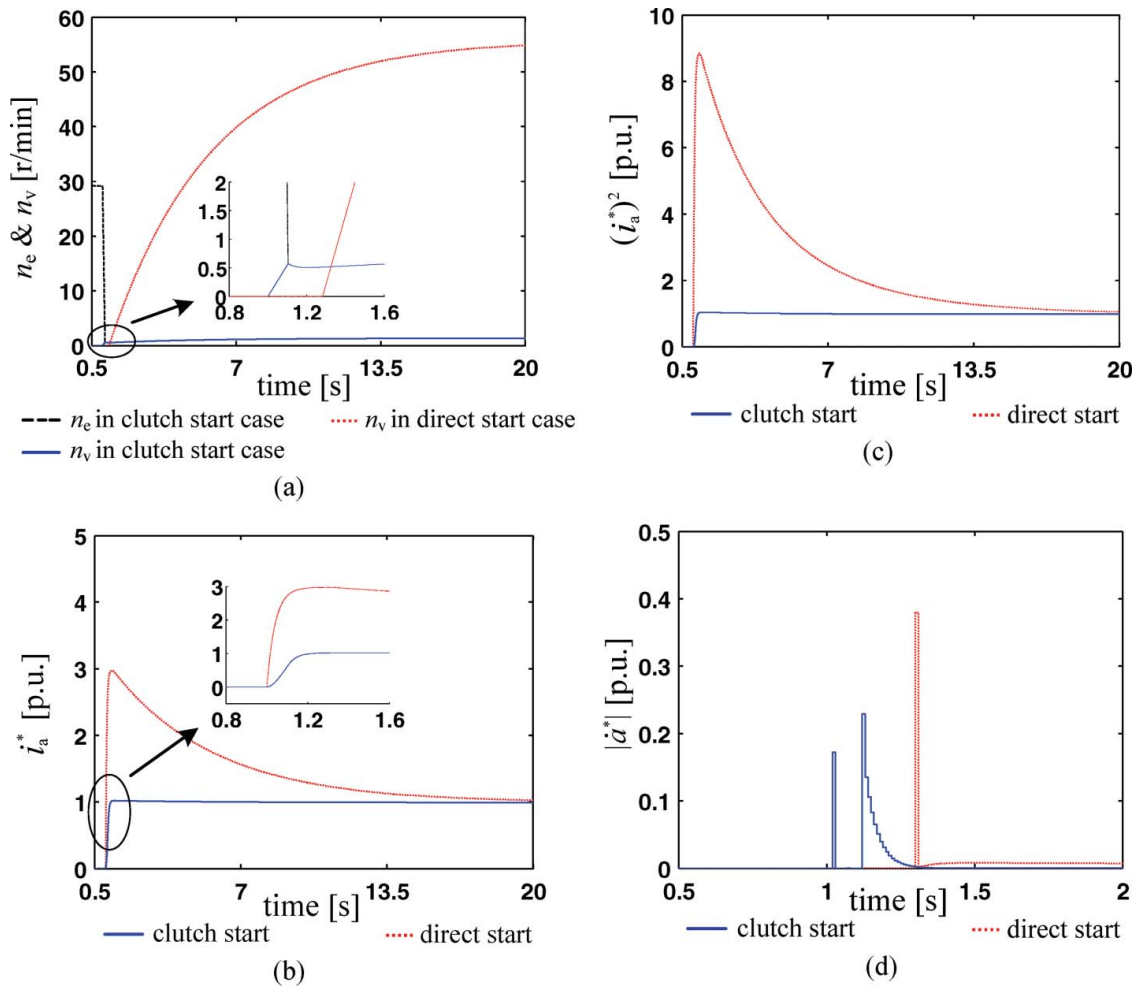 60
50
40
30
20
10
0
n_e & n_v [r/min]
2
1.5
1
0.5
0
0.8 1.2 1.6
0.5 7 13.5 20
time [s]
n_e in clutch start case n_v in direct start case
n_v in clutch start case
(a)
10
8
6
4
2
0
(i_a^*)^2 [p.u.]
0.5 7 13.5 20
time [s]
clutch start direct start
(c)
5
4
3
2
1
0
i_a^* [p.u.]
3
2
1
0
0.8 1.2 1.6
0.5 7 13.5 20
time [s]
clutch start direct start
(b)
0.5
0.4
0.3
0.2
0.1
0
|ȧ^*| [p.u.]
0.5 1 1.5 2
time [s]
clutch start direct start
(d)